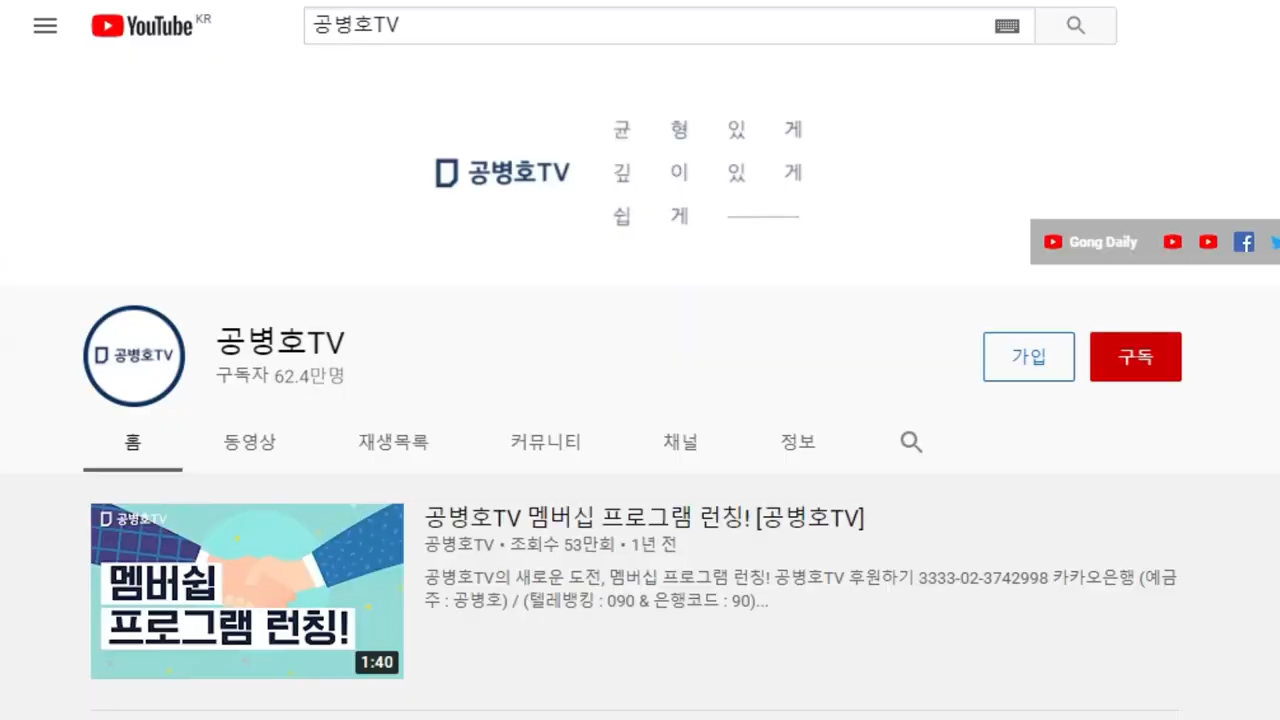 YouTube KR
공병호TV
공병호TV
균 형 있 게
깊 이 있 게
쉽 게
Gong Daily
공병호TV
공병호TV
구독자 62.4만명
가입
구독
홈
동영상
재생목록
커뮤니티
채널
정보
공병호TV
멤버쉽
프로그램 런칭!
1:40
공병호TV 멤버십 프로그램 런칭! [공병호TV]
공병호TV • 조회수 53만회 • 1년 전
공병호TV의 새로운 도전, 멤버십 프로그램 런칭! 공병호TV 후원하기 3333-02-3742998 카카오은행 (예금
주 : 공병호) / (텔레뱅킹 : 090 & 은행코드 : 90)...